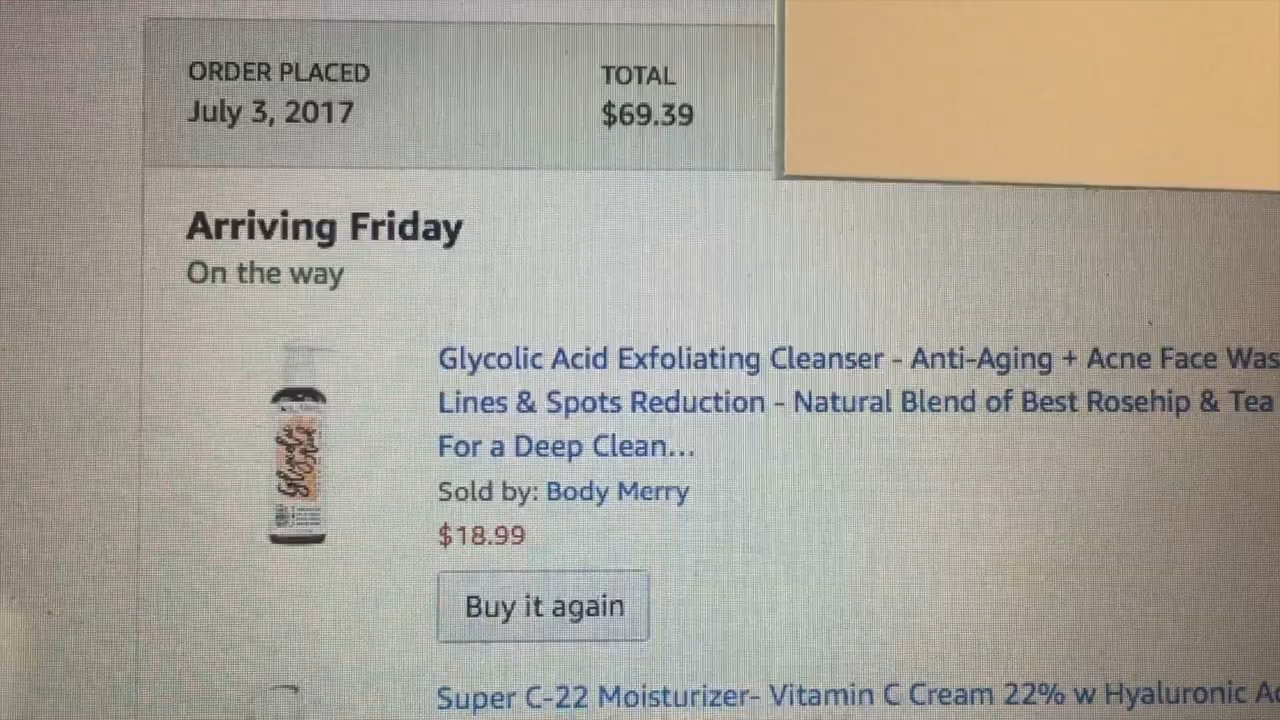 ORDER PLACED
TOTAL
July 3, 2017
$69.39
Arriving Friday
On the way
Glycolic Acid Exfoliating Cleanser - Anti-Aging + Acne Face
Lines & Spots Reduction - Natural Blend of Best Rosehip & Tea
For a Deep Clean...
Sold by: Body Merry
$18.99
Buy it again
Super C-22 Moisturizer- Vitamin C Cream 22% w Hyaluronic